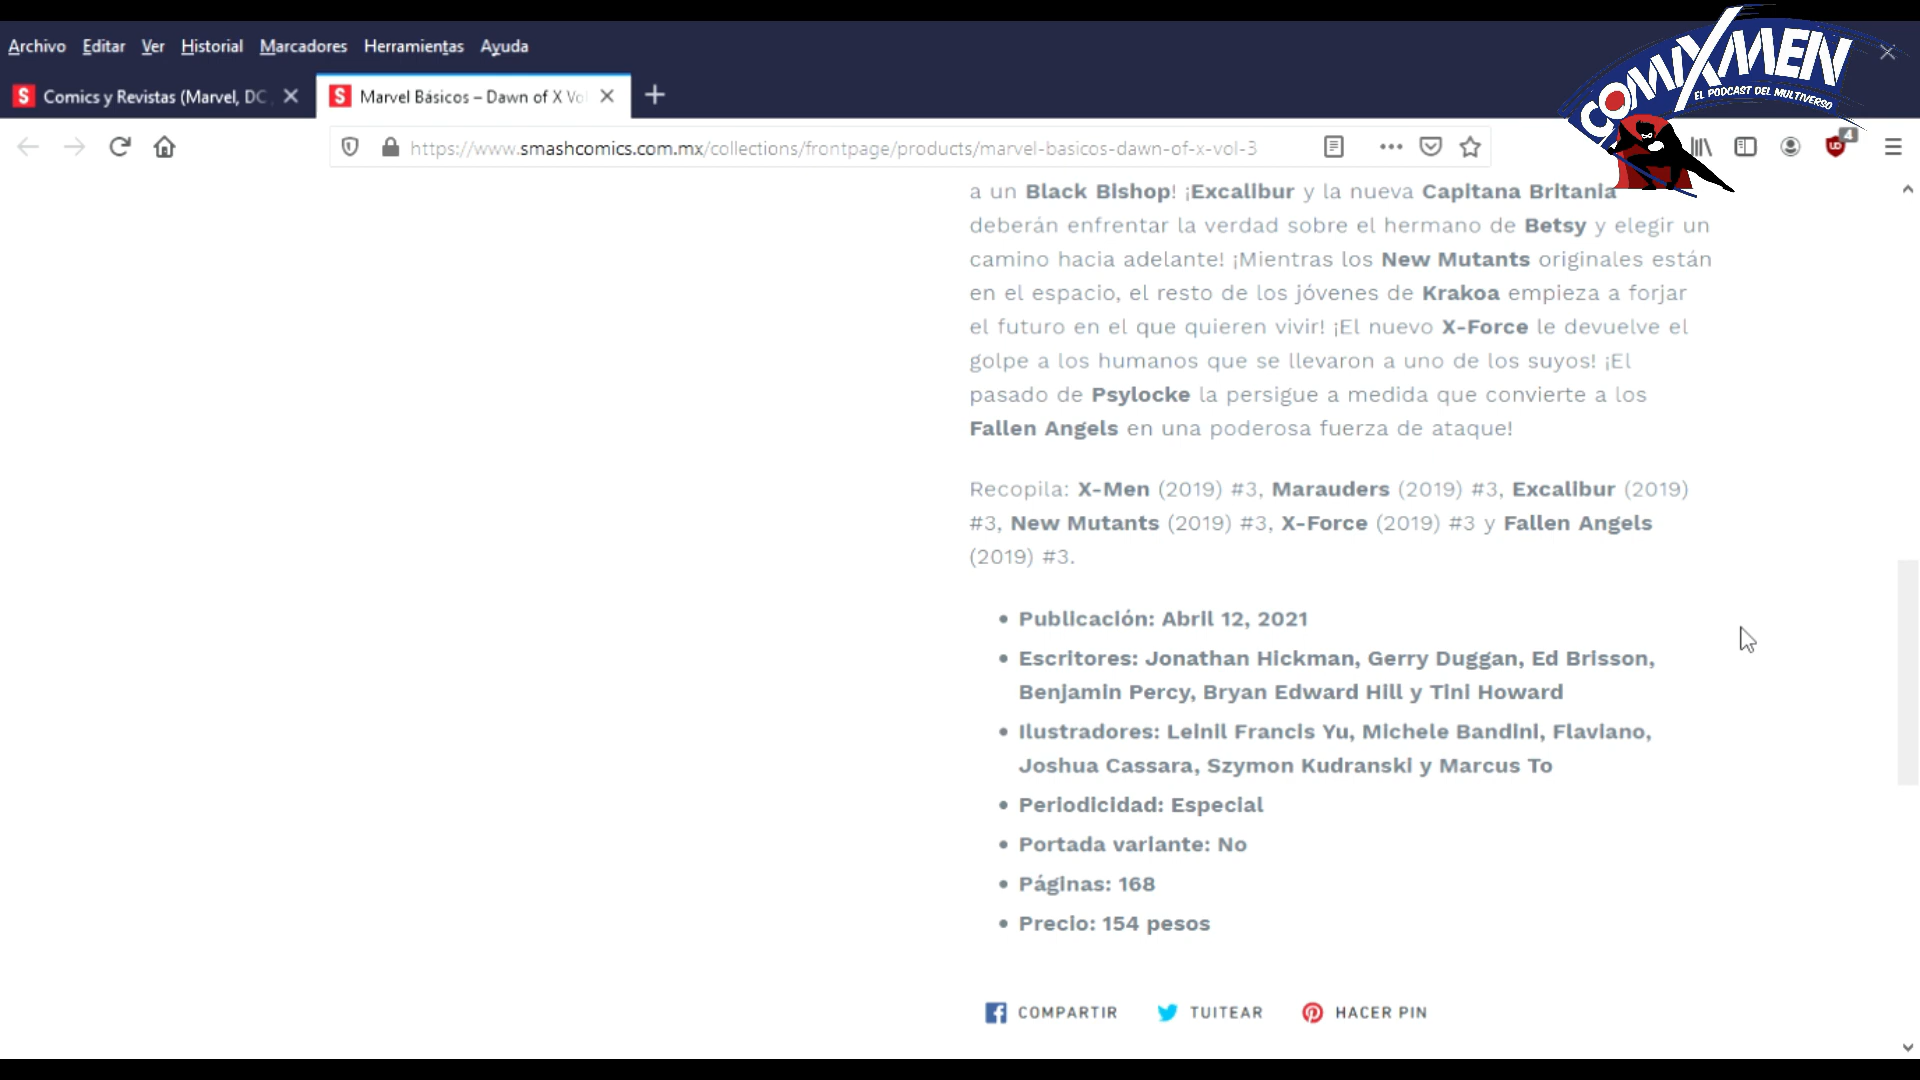 Archivo Editar Ver Historial Marcadores Herramientas Ayuda
COMIXMEN
EL PODCAST DEL MULTIVERSO
S Comics y Revistas (Marvel, DC
S Marvel Básicos – Dawn of X Vo
https://www.smashcomics.com.mx/collections/frontpage/products/marvel-basicos-dawn-of-x-vol-3
4
a un Black Bishop! ¡Excalibur y la nueva Capitana Britania
deberán enfrentar la verdad sobre el hermano de Betsy y elegir un
camino hacia adelante! ¡Mientras los New Mutants originales están
en el espacio, el resto de los jóvenes de Krakoa empieza a forjar
el futuro en el que quieren vivir! ¡El nuevo X-Force le devuelve el
golpe a los humanos que se llevaron a uno de los suyos! ¡El
pasado de Psylocke la persigue a medida que convierte a los
Fallen Angels en una poderosa fuerza de ataque!
Recopila: X-Men (2019) #3, Marauders (2019) #3, Excalibur (2019)
#3, New Mutants (2019) #3, X-Force (2019) #3 y Fallen Angels
(2019) #3.
• Publicación: Abril 12, 2021
• Escritores: Jonathan Hickman, Gerry Duggan, Ed Brisson,
Benjamin Percy, Bryan Edward Hill y Tini Howard
• Ilustradores: Leinil Francis Yu, Michele Bandini, Flaviano,
Joshua Cassara, Szymon Kudranski y Marcus To
• Periodicidad: Especial
• Portada variante: No
• Páginas: 168
• Precio: 154 pesos
COMPARTIR TUITEAR HACER PIN